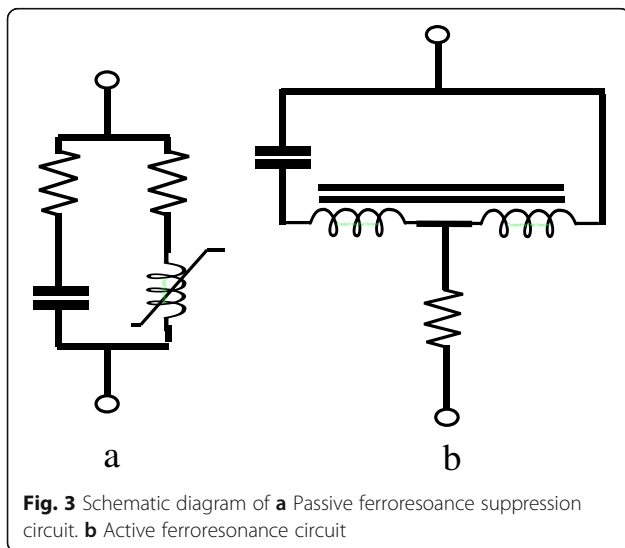 a
b
Fig. 3 Schematic diagram of a Passive ferroresoance suppression
circuit. b Active ferroresonance circuit